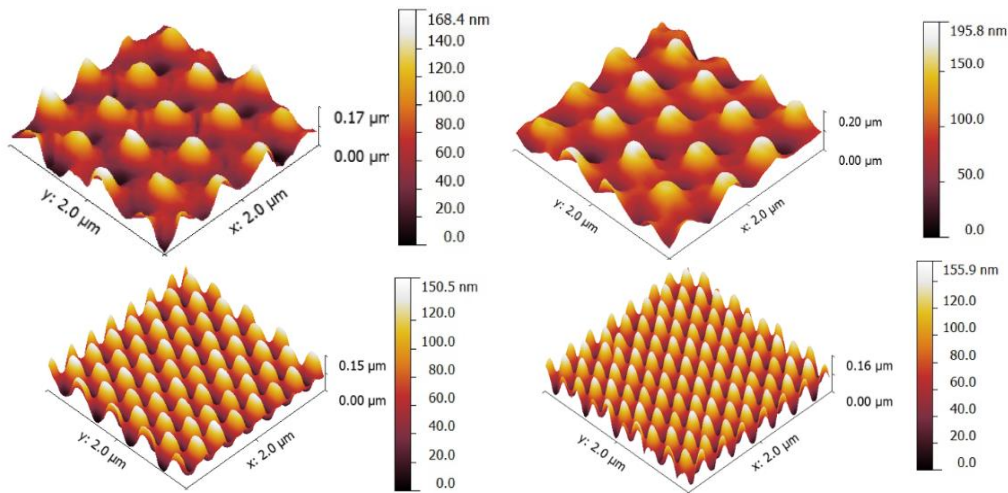 168.4 nm
140.0
120.0
100.0
80.0
60.0
40.0
20.0
0.0
0.17 µm
0.00 µm
y: 2.0 µm
x: 2.0 µm
195.8 nm
150.0
100.0
50.0
0.0
0.20 µm
0.00 µm
y: 2.0 µm
x: 2.0 µm
150.5 nm
120.0
100.0
80.0
60.0
40.0
20.0
0.0
0.15 µm
0.00 µm
y: 2.0 µm
x: 2.0 µm
155.9 nm
120.0
100.0
80.0
60.0
40.0
20.0
0.0
0.16 µm
0.00 µm
y: 2.0 µm
x: 2.0 µm